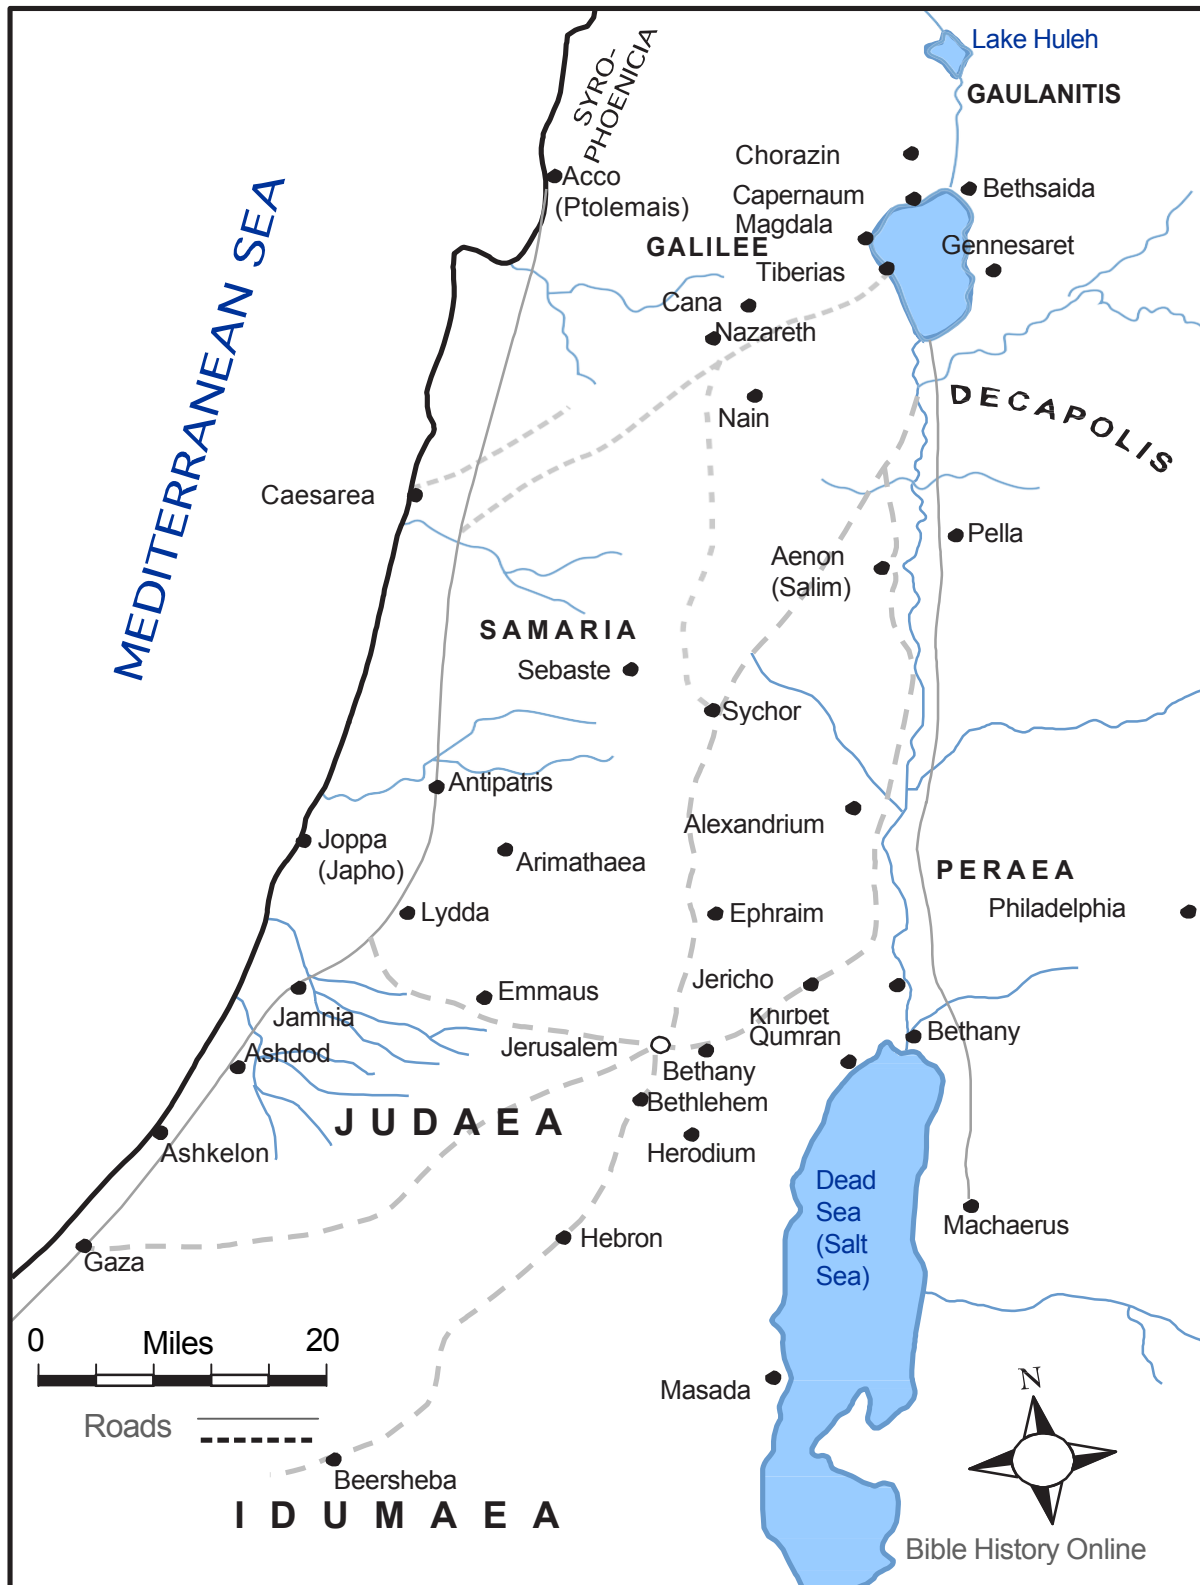 Lake Huleh
GAULANITIS
SYRO-
PHOENICIA
Chorazin
Acco
(Ptolemais)
Capernaum
Bethsaida
Magdala
GALILEE
Gennesaret
Tiberias
MEDITERRANEAN SEA
Cana
Nazareth
DECAPOLIS
Nain
Caesarea
Pella
Aenon
(Salim)
SAMARIA
Sebaste
Sychor
Antipatris
Alexandrium
Joppa
(Japho)
Arimathaea
PERAEA
Lydda
Ephraim
Philadelphia
Jericho
Emmaus
Jamnia
Khirbet
Qumran
Bethany
Jerusalem
Ashdod
Bethany
Bethlehem
JUDAEA
Ashkelon
Herodium
Dead
Sea
(Salt
Sea)
Machaerus
Hebron
Gaza
0 Miles 20
Roads
Masada
N
Beersheba
IDUMAEA
Bible History Online